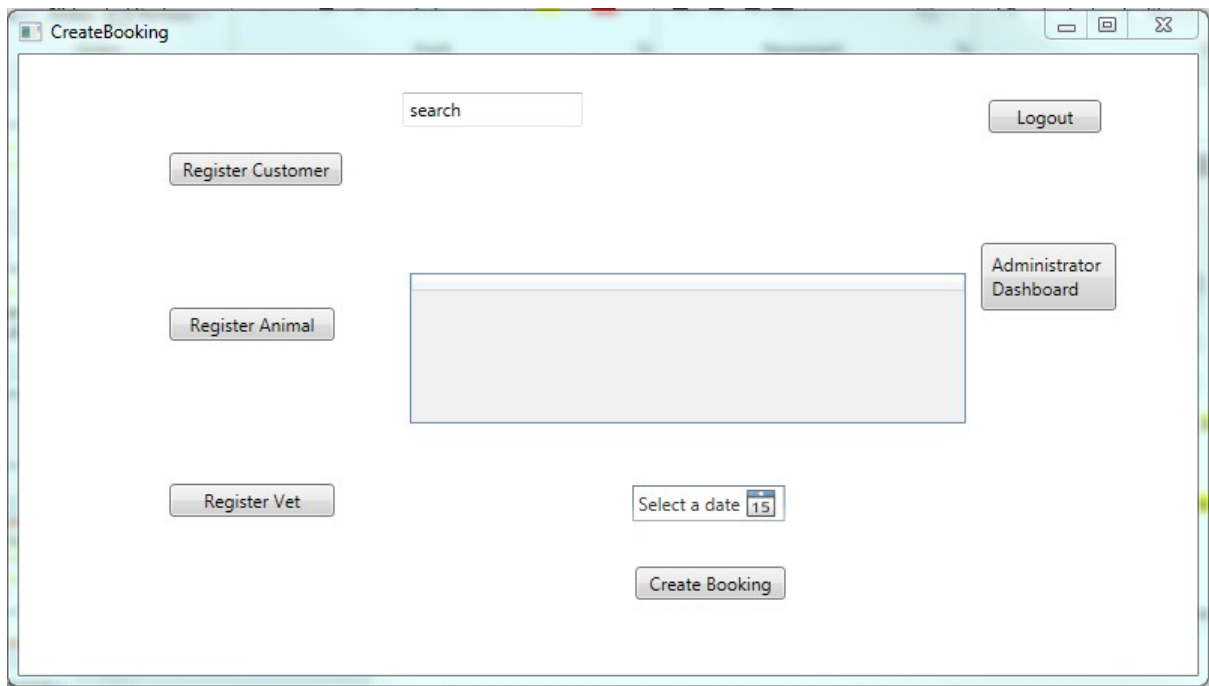 CreateBooking
search
Logout
Register Customer
Administrator
Dashboard
Register Animal
Register Vet
Select a date 15
Create Booking